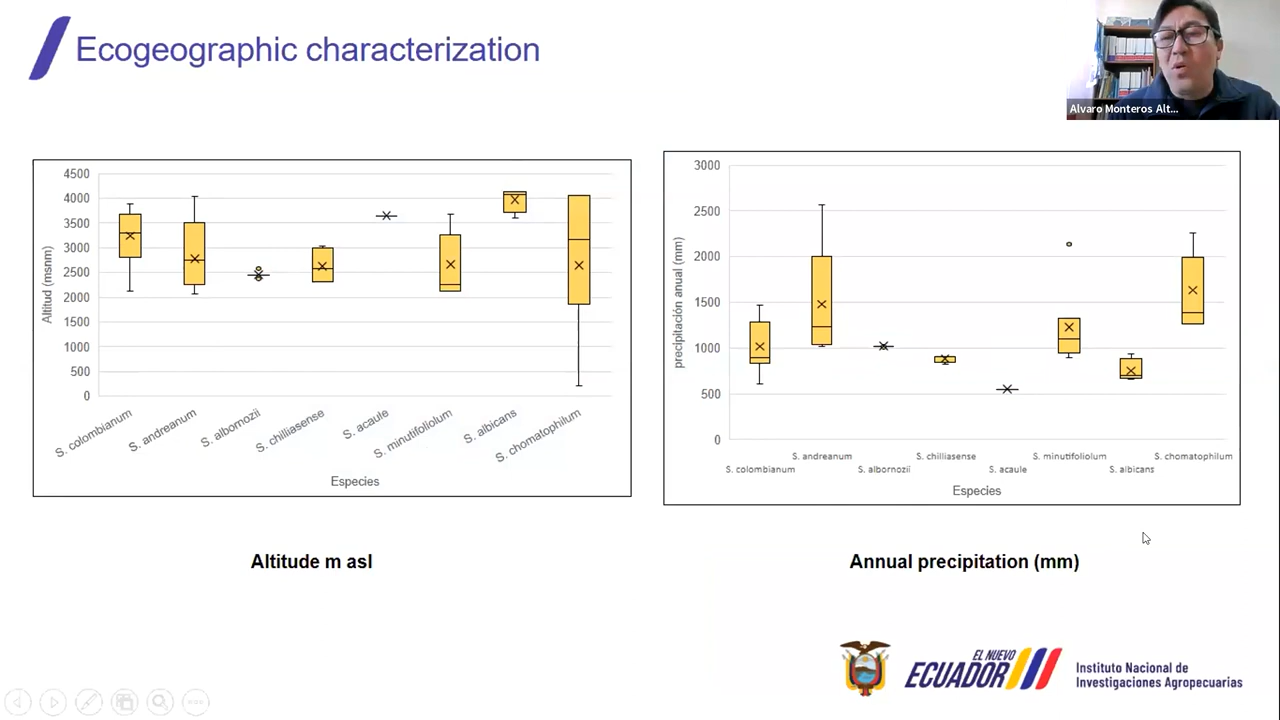 Ecogeographic characterization
Alvaro Monteros Alt...
4500
4000
3500
3000
2500
2000
1500
1000
500
0
Altitud (msnm)
S. colombianum
S. andreanum
S. albornozii
S. chilliasense
S. acaule
S. minutifoliolum
S. albicans
S. chomatophilum
Especies
3000
2500
2000
1500
1000
500
0
precipitación anual (mm)
S. andreanum S. chilliasense S. minutifoliolum S. chomatophilum
S. colombianum S. albornozii S. acaule S. albicans
Especies
Altitude m asl
Annual precipitation (mm)
EL NUEVO
ECUADOR
Instituto Nacional de
Investigaciones Agropecuarias